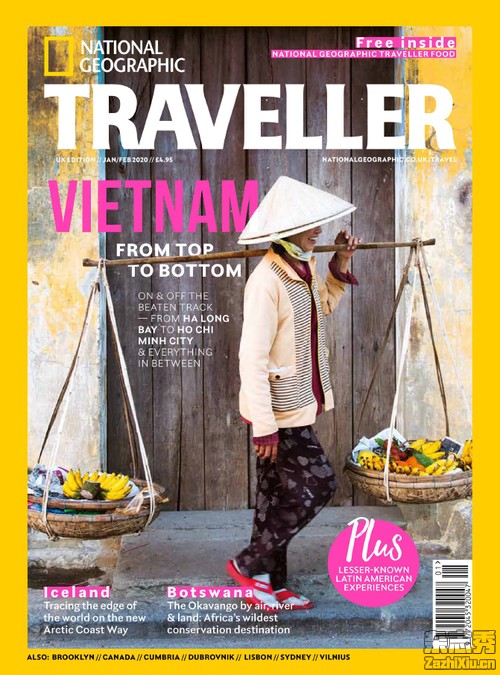 Free inside
NATIONAL GEOGRAPHIC TRAVELLER FOOD
NATIONAL
GEOGRAPHIC
TRAVELLER
UK EDITION // JAN/FEB 2020 // £4.95
NATIONALGEOGRAPHIC.CO.UK/TRAVEL
VIETNAM
FROM TOP
TO BOTTOM
ON & OFF THE
BEATEN TRACK
— FROM HA LONG
BAY TO HO CHI
MINH CITY
& EVERYTHING
IN BETWEEN
Plus
LESSER-KNOWN
LATIN AMERICAN
EXPERIENCES
Iceland
Tracing the edge of
the world on the new
Arctic Coast Way
Botswana
The Okavango by air, river
& land: Africa's wildest
conservation destination
01>
ALSO: BROOKLYN // CANADA // CUMBRIA // DUBROVNIK // LISBON // SYDNEY // VILNIUS
杂志秀
ZaZhiXiu.cn